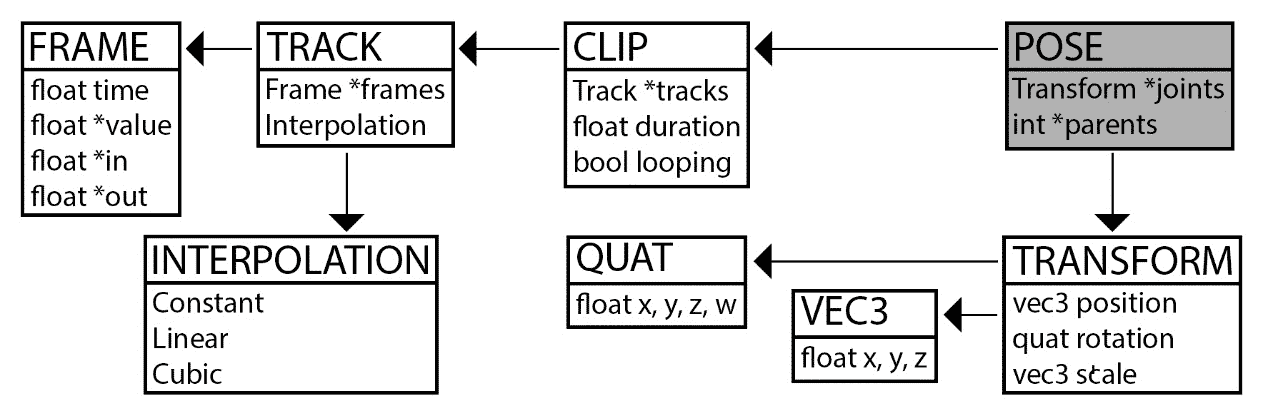 FRAME
float time
float *value
float *in
float *out
TRACK
Frame *frames
Interpolation
CLIP
Track *tracks
float duration
bool looping
POSE
Transform *joints
int *parents
INTERPOLATION
Constant
Linear
Cubic
QUAT
float x, y, z, w
VEC3
float x, y, z
TRANSFORM
vec3 position
quat rotation
vec3 scale